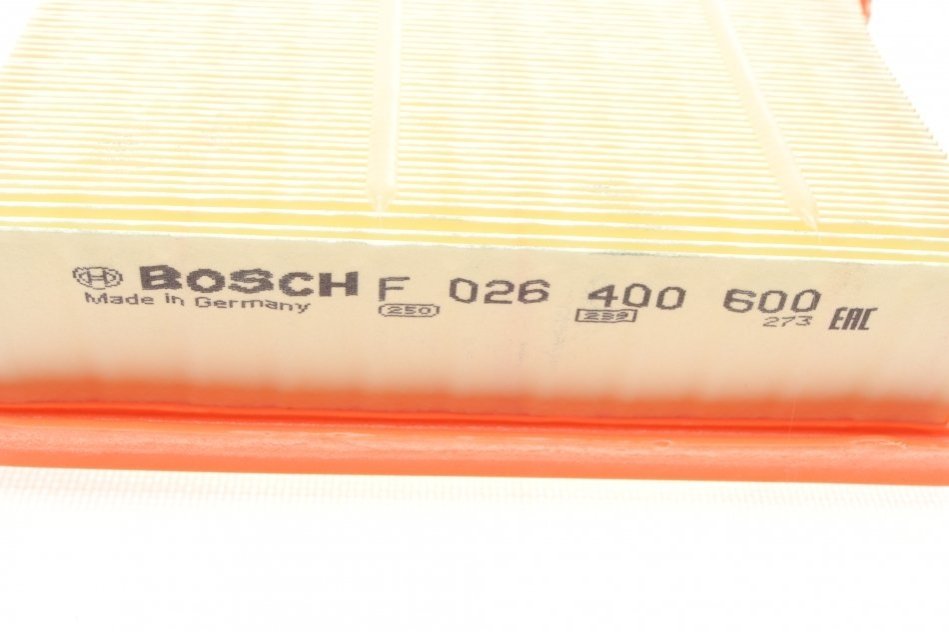 BOSCH F 026 400 600
Made in Germany 250 239 273 EAC